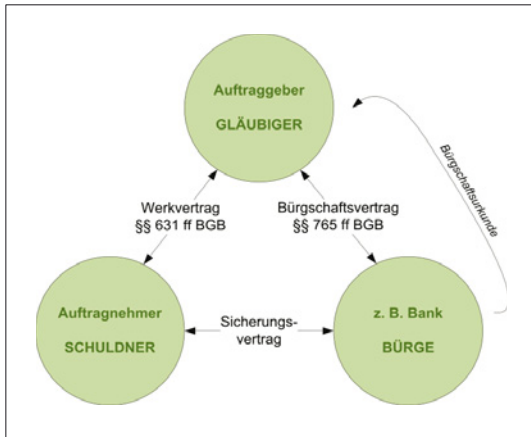 Auftraggeber
GLÄUBIGER
Bürgschaftsurkunde
Werkvertrag
§§ 631 ff BGB
Bürgschaftsvertrag
§§ 765 ff BGB
Auftragnehmer
SCHULDNER
Sicherungs-
vertrag
z. B. Bank
BÜRGE